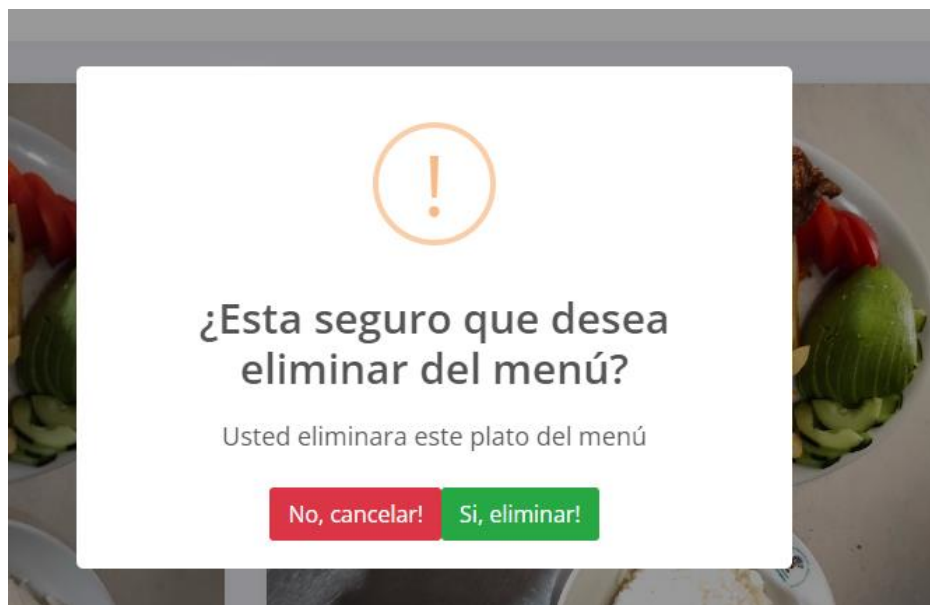 !
¿Esta seguro que desea
eliminar del menú?
Usted eliminara este plato del menú
No, cancelar! Si, eliminar!